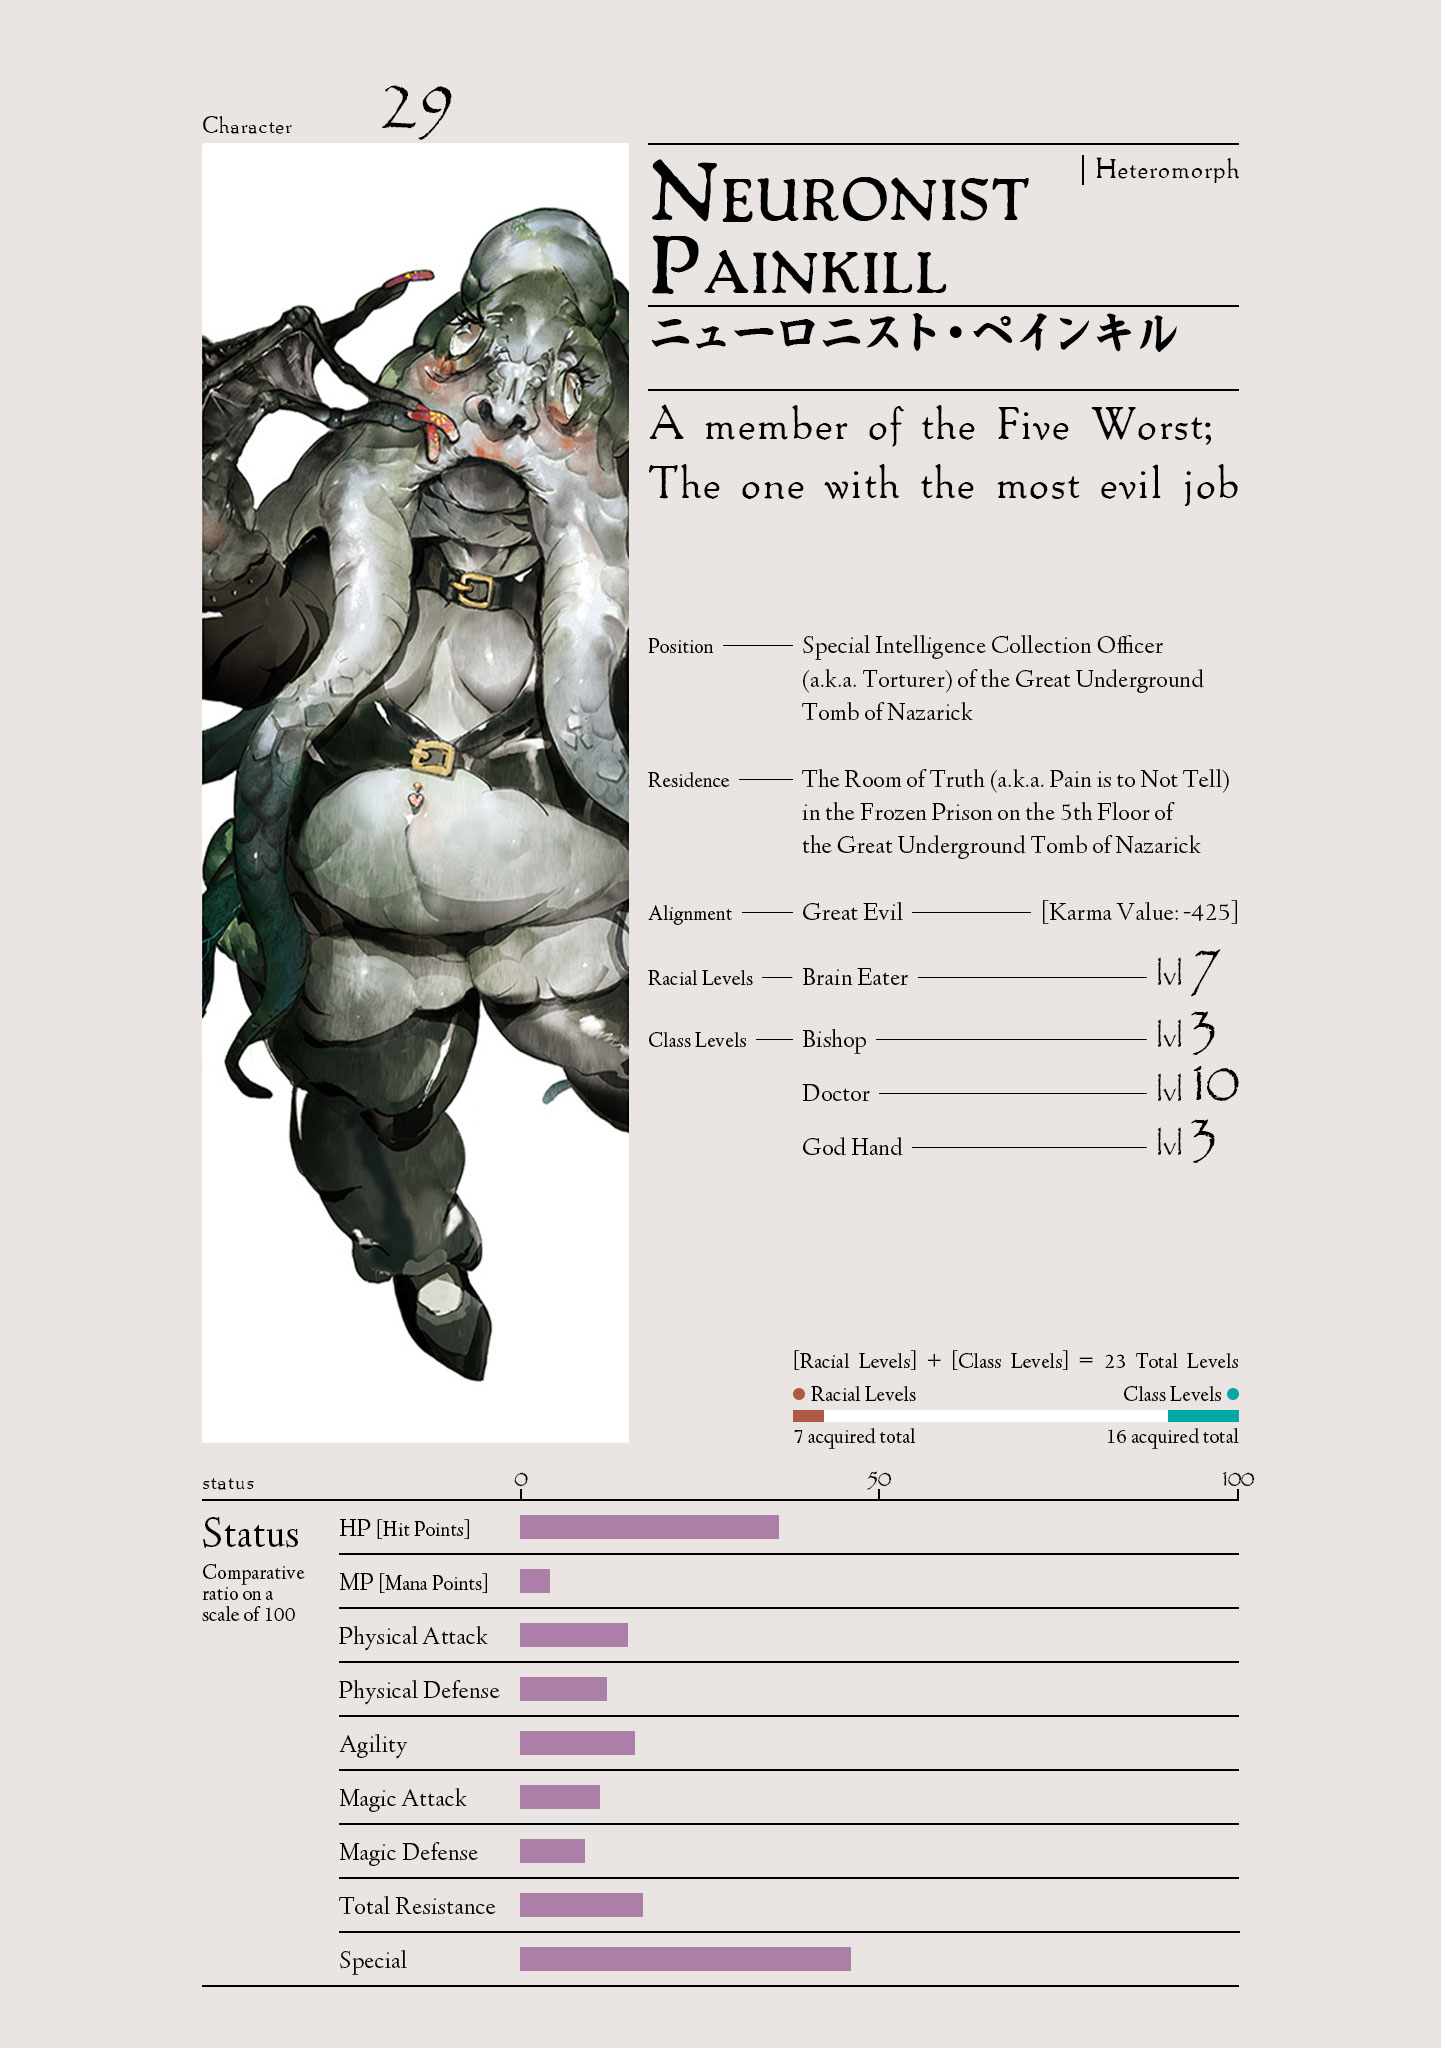 Character 29
Heteromorph
NEURONIST
PAINKILL
ニューロニスト・ペインキル
A member of the Five Worst;
The one with the most evil job
Position Special Intelligence Collection Officer
(a.k.a. Torturer) of the Great Underground
Tomb of Nazarick
Residence The Room of Truth (a.k.a. Pain is to Not Tell)
in the Frozen Prison on the 5th Floor of
the Great Underground Tomb of Nazarick
Alignment Great Evil [Karma Value: -425]
Racial Levels Brain Eater lvl 7
Class Levels Bishop lvl 3
Doctor lvl 10
God Hand lvl 3
[Racial Levels] + [Class Levels] = 23 Total Levels
Racial Levels Class Levels
7 acquired total 16 acquired total
status 0 50 100
Status
Comparative
ratio on a
scale of 100
HP [Hit Points]
MP [Mana Points]
Physical Attack
Physical Defense
Agility
Magic Attack
Magic Defense
Total Resistance
Special